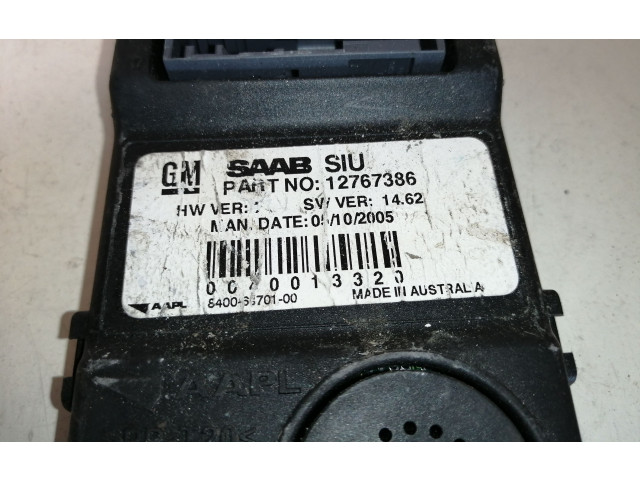 GM SAAB SIU
PART NO: 12767386
HW VER: SW VER: 14.62
MAN. DATE: 05/10/2005
AAPL
MADE IN AUSTRALIA
AAPL